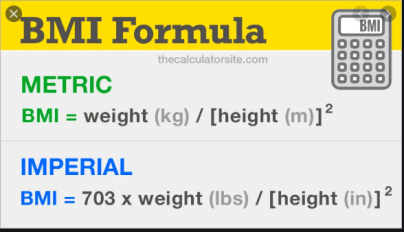 BMI Formula
BMI
thecalculatorsite.com
METRIC
BMI = weight (kg) / [height (m)]²
IMPERIAL
BMI = 703 x weight (lbs) / [height (in)]²